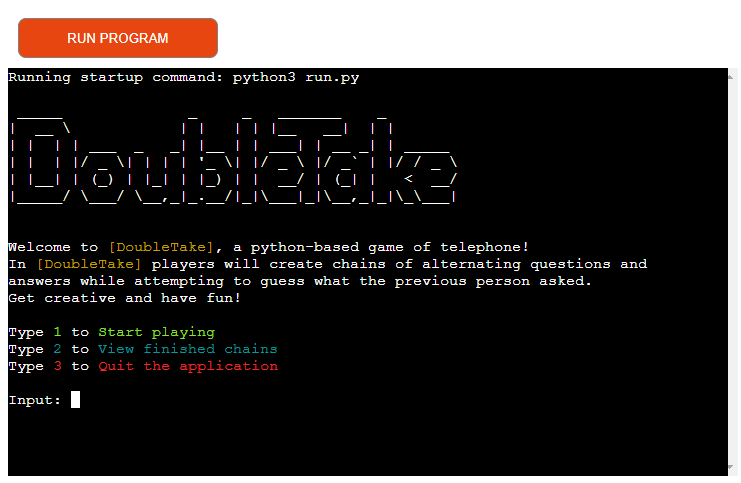 RUN PROGRAM
Running startup command: python3 run.py
DoubleTake
Welcome to [DoubleTake], a python-based game of telephone!
In [DoubleTake] players will create chains of alternating questions and
answers while attempting to guess what the previous person asked.
Get creative and have fun!
Type 1 to Start playing
Type 2 to View finished chains
Type 3 to Quit the application
Input: